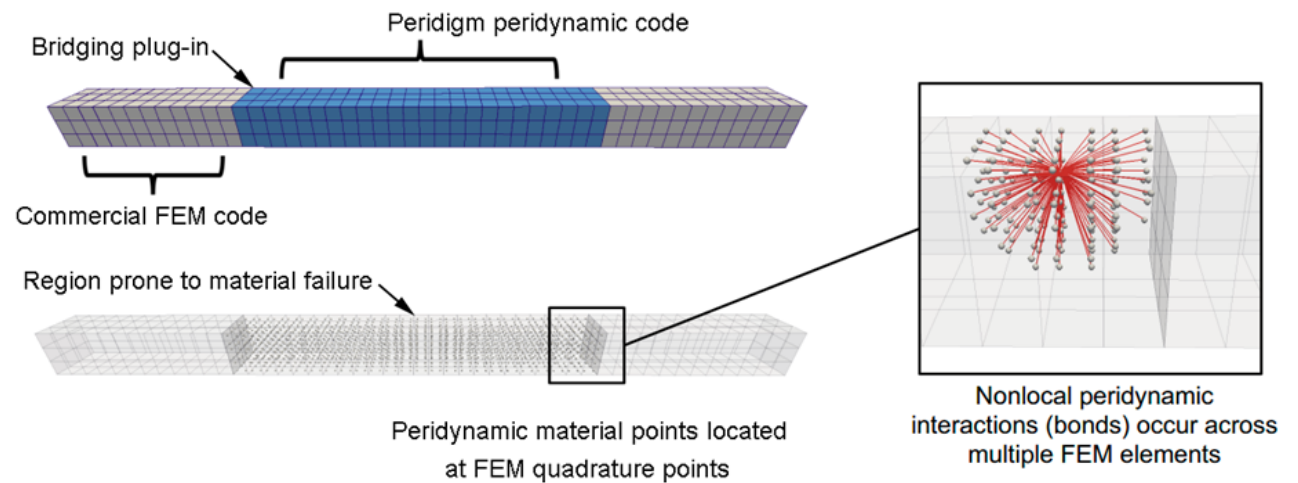 Peridigm peridynamic code
Bridging plug-in
Commercial FEM code
Region prone to material failure
Peridynamic material points located
at FEM quadrature points
Nonlocal peridynamic
interactions (bonds) occur across
multiple FEM elements